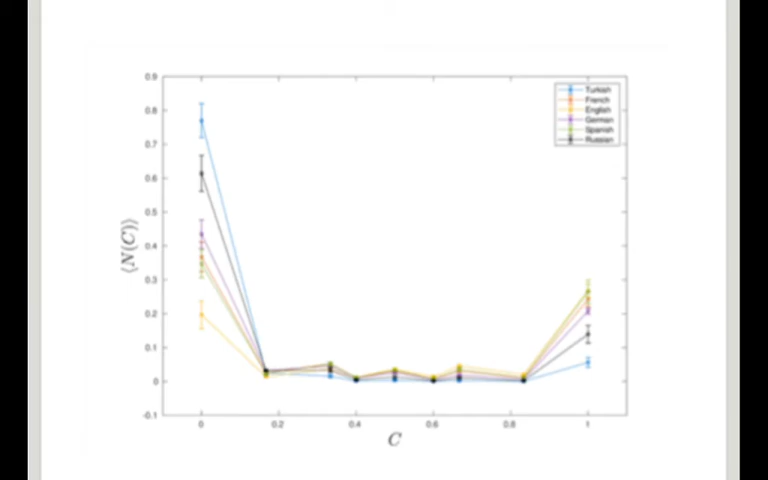 0.9
0.8
0.7
0.6
0.5
0.4
0.3
0.2
0.1
0
-0.1
⟨N(C)⟩
0 0.2 0.4 0.6 0.8 1
C
Turkish
French
English
German
Spanish
Russian